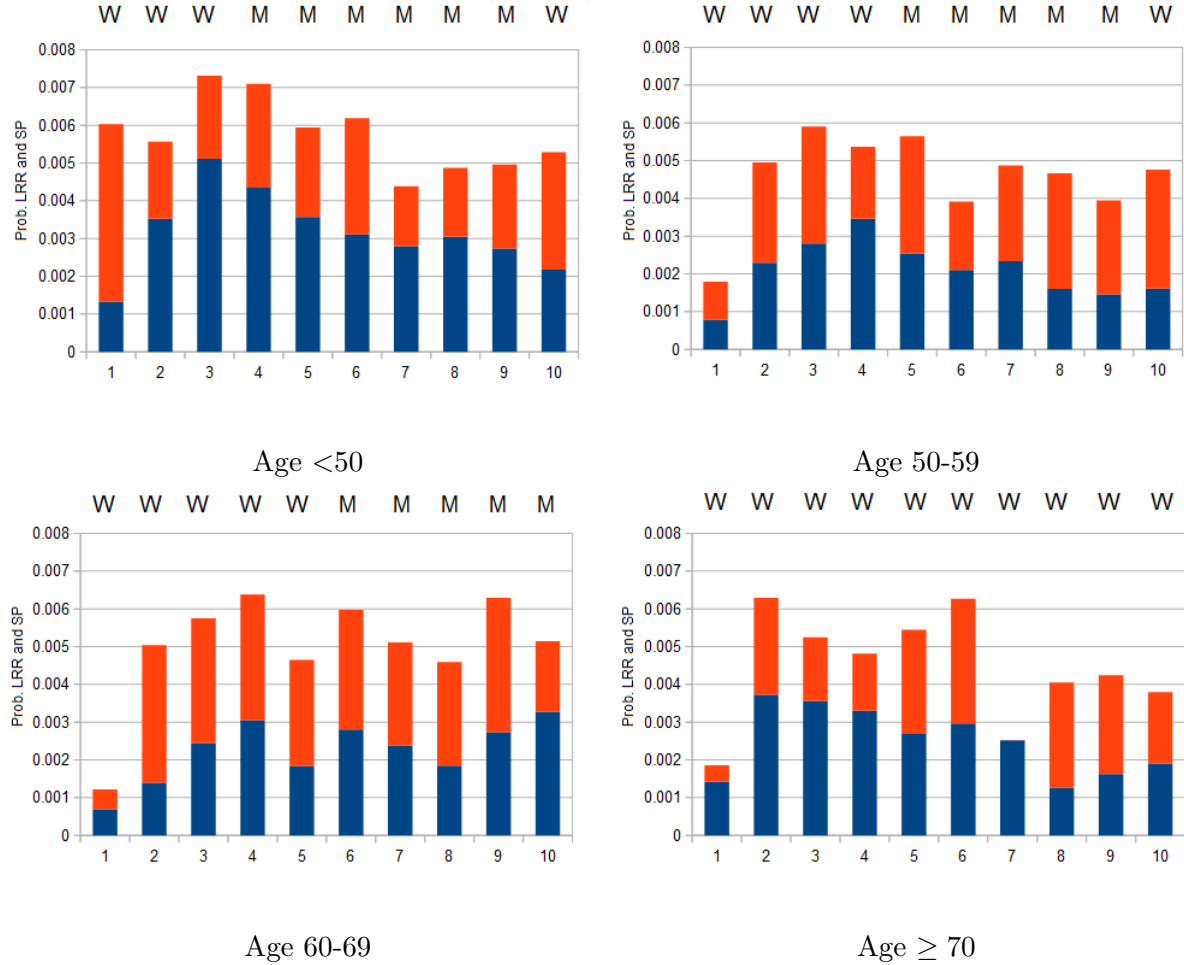 W W W M M M M M M W
0.008
0.007
0.006
0.005
0.004
0.003
0.002
0.001
0
Prob. LRR and SP
1 2 3 4 5 6 7 8 9 10
Age <50
W W W W M M M M M W
0.008
0.007
0.006
0.005
0.004
0.003
0.002
0.001
0
Prob. LRR and SP
1 2 3 4 5 6 7 8 9 10
Age 50-59
W W W W W M M M M M
0.008
0.007
0.006
0.005
0.004
0.003
0.002
0.001
0
Prob. LRR and SP
1 2 3 4 5 6 7 8 9 10
Age 60-69
W W W W W W W W W W
0.008
0.007
0.006
0.005
0.004
0.003
0.002
0.001
0
Prob. LRR and SP
1 2 3 4 5 6 7 8 9 10
Age ≥ 70